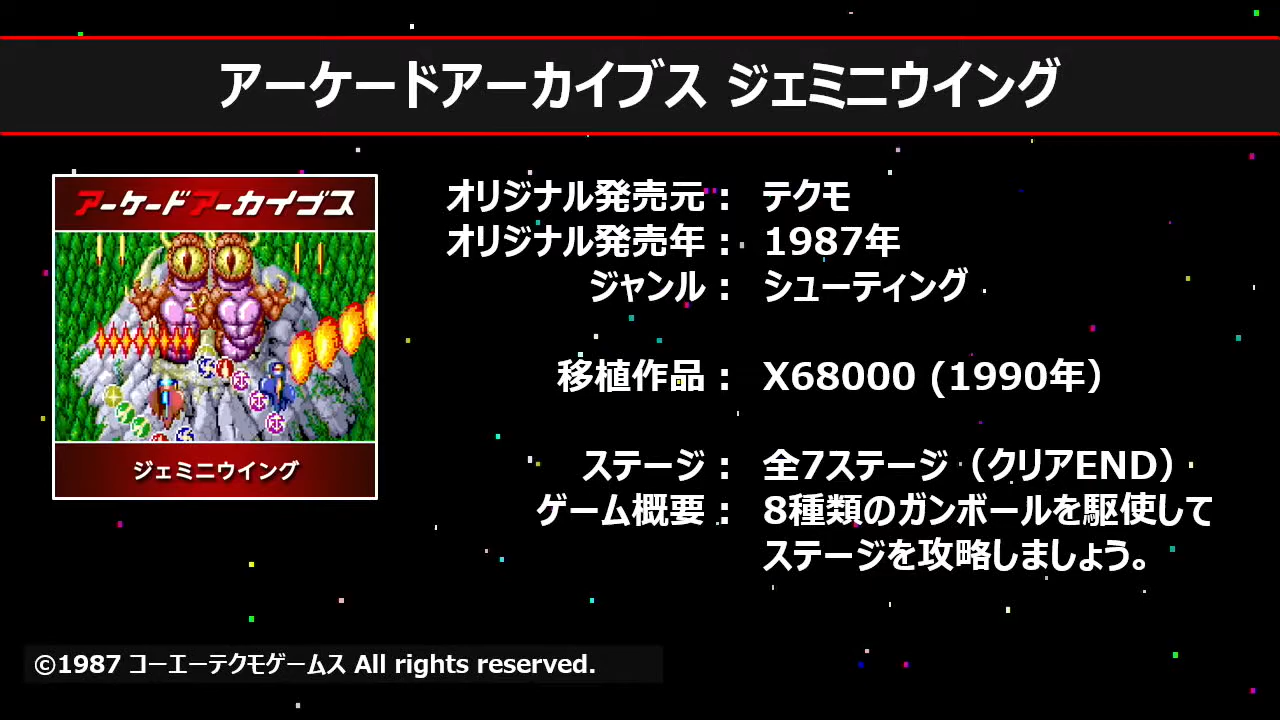 アーケードアーカイブス ジェミニウイング
アーケードアーカイブス
ジェミニウイング
オリジナル発売元： テクモ
オリジナル発売年： 1987年
ジャンル： シューティング
移植作品： X68000 (1990年）
ステージ： 全7ステージ（クリアEND）
ゲーム概要： 8種類のガンボールを駆使して
ステージを攻略しましょう。
©1987 コーエーテクモゲームス All rights reserved.